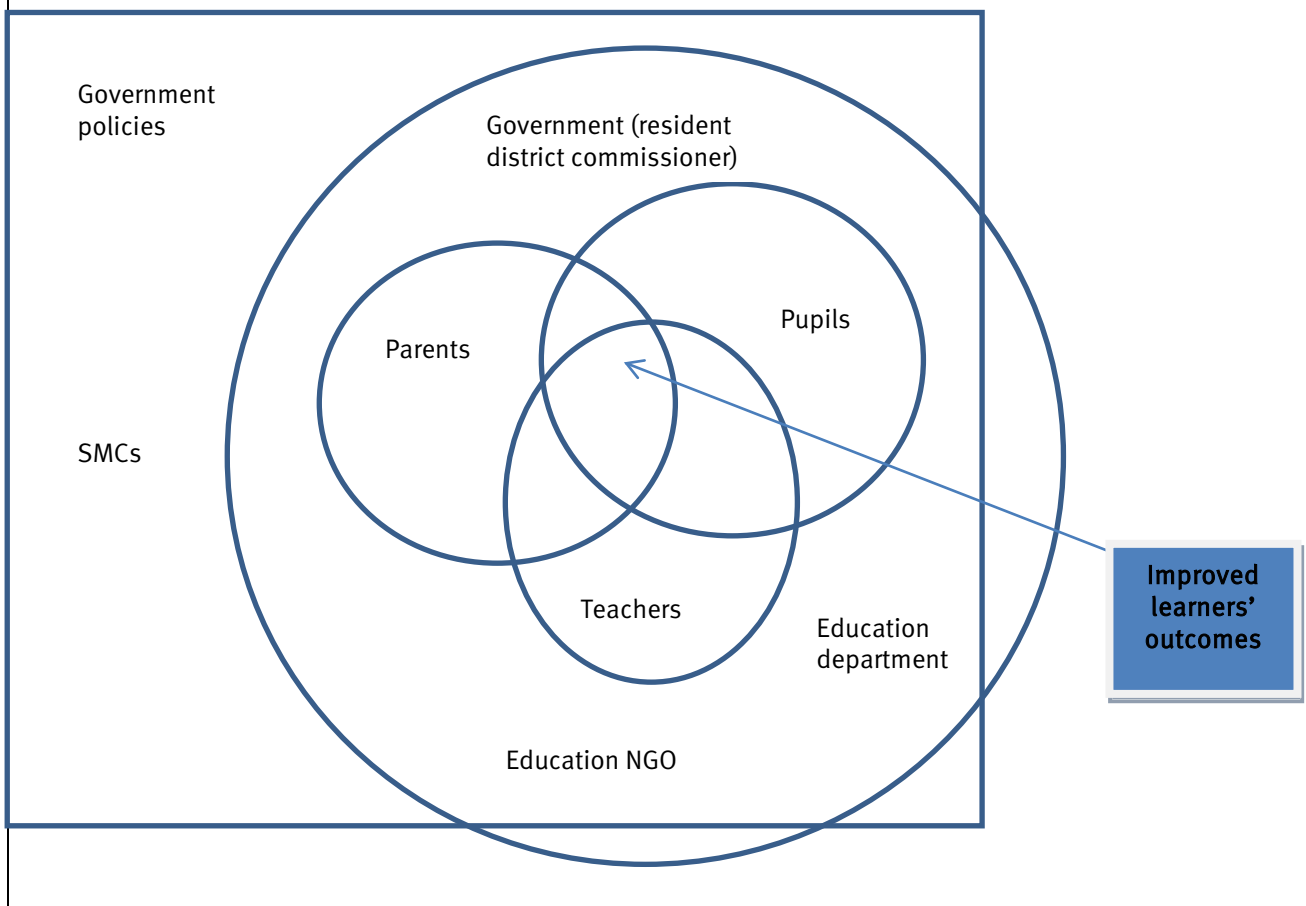 Government
policies
Government (resident
district commissioner)
Pupils
Parents
SMCs
Improved
learners’
outcomes
Teachers
Education
department
Education NGO